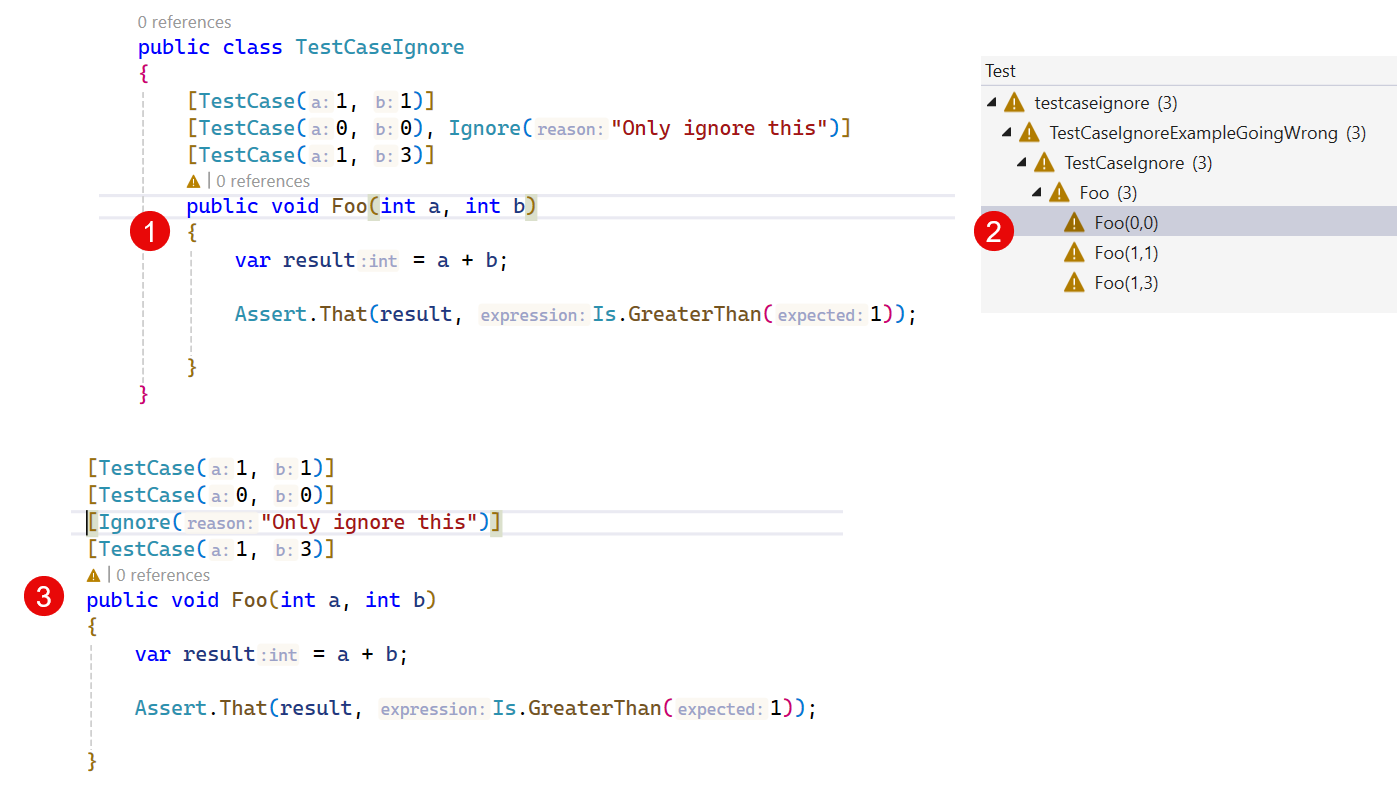 0 references
public class TestCaseIgnore
{
[TestCase(a:1, b:1)]
[TestCase(a:0, b:0), Ignore(reason:"Only ignore this")]
[TestCase(a:1, b:3)]
0 references
public void Foo(int a, int b)
1
{
var result:int = a + b;
Assert.That(result, expression:Is.GreaterThan(expected:1));
}
}
Test
testcaseignore (3)
TestCaseIgnoreExampleGoingWrong (3)
TestCaseIgnore (3)
Foo (3)
2
Foo(0,0)
Foo(1,1)
Foo(1,3)
[TestCase(a:1, b:1)]
[TestCase(a:0, b:0)]
[Ignore(reason:"Only ignore this")]
[TestCase(a:1, b:3)]
0 references
3
public void Foo(int a, int b)
{
var result:int = a + b;
Assert.That(result, expression:Is.GreaterThan(expected:1));
}